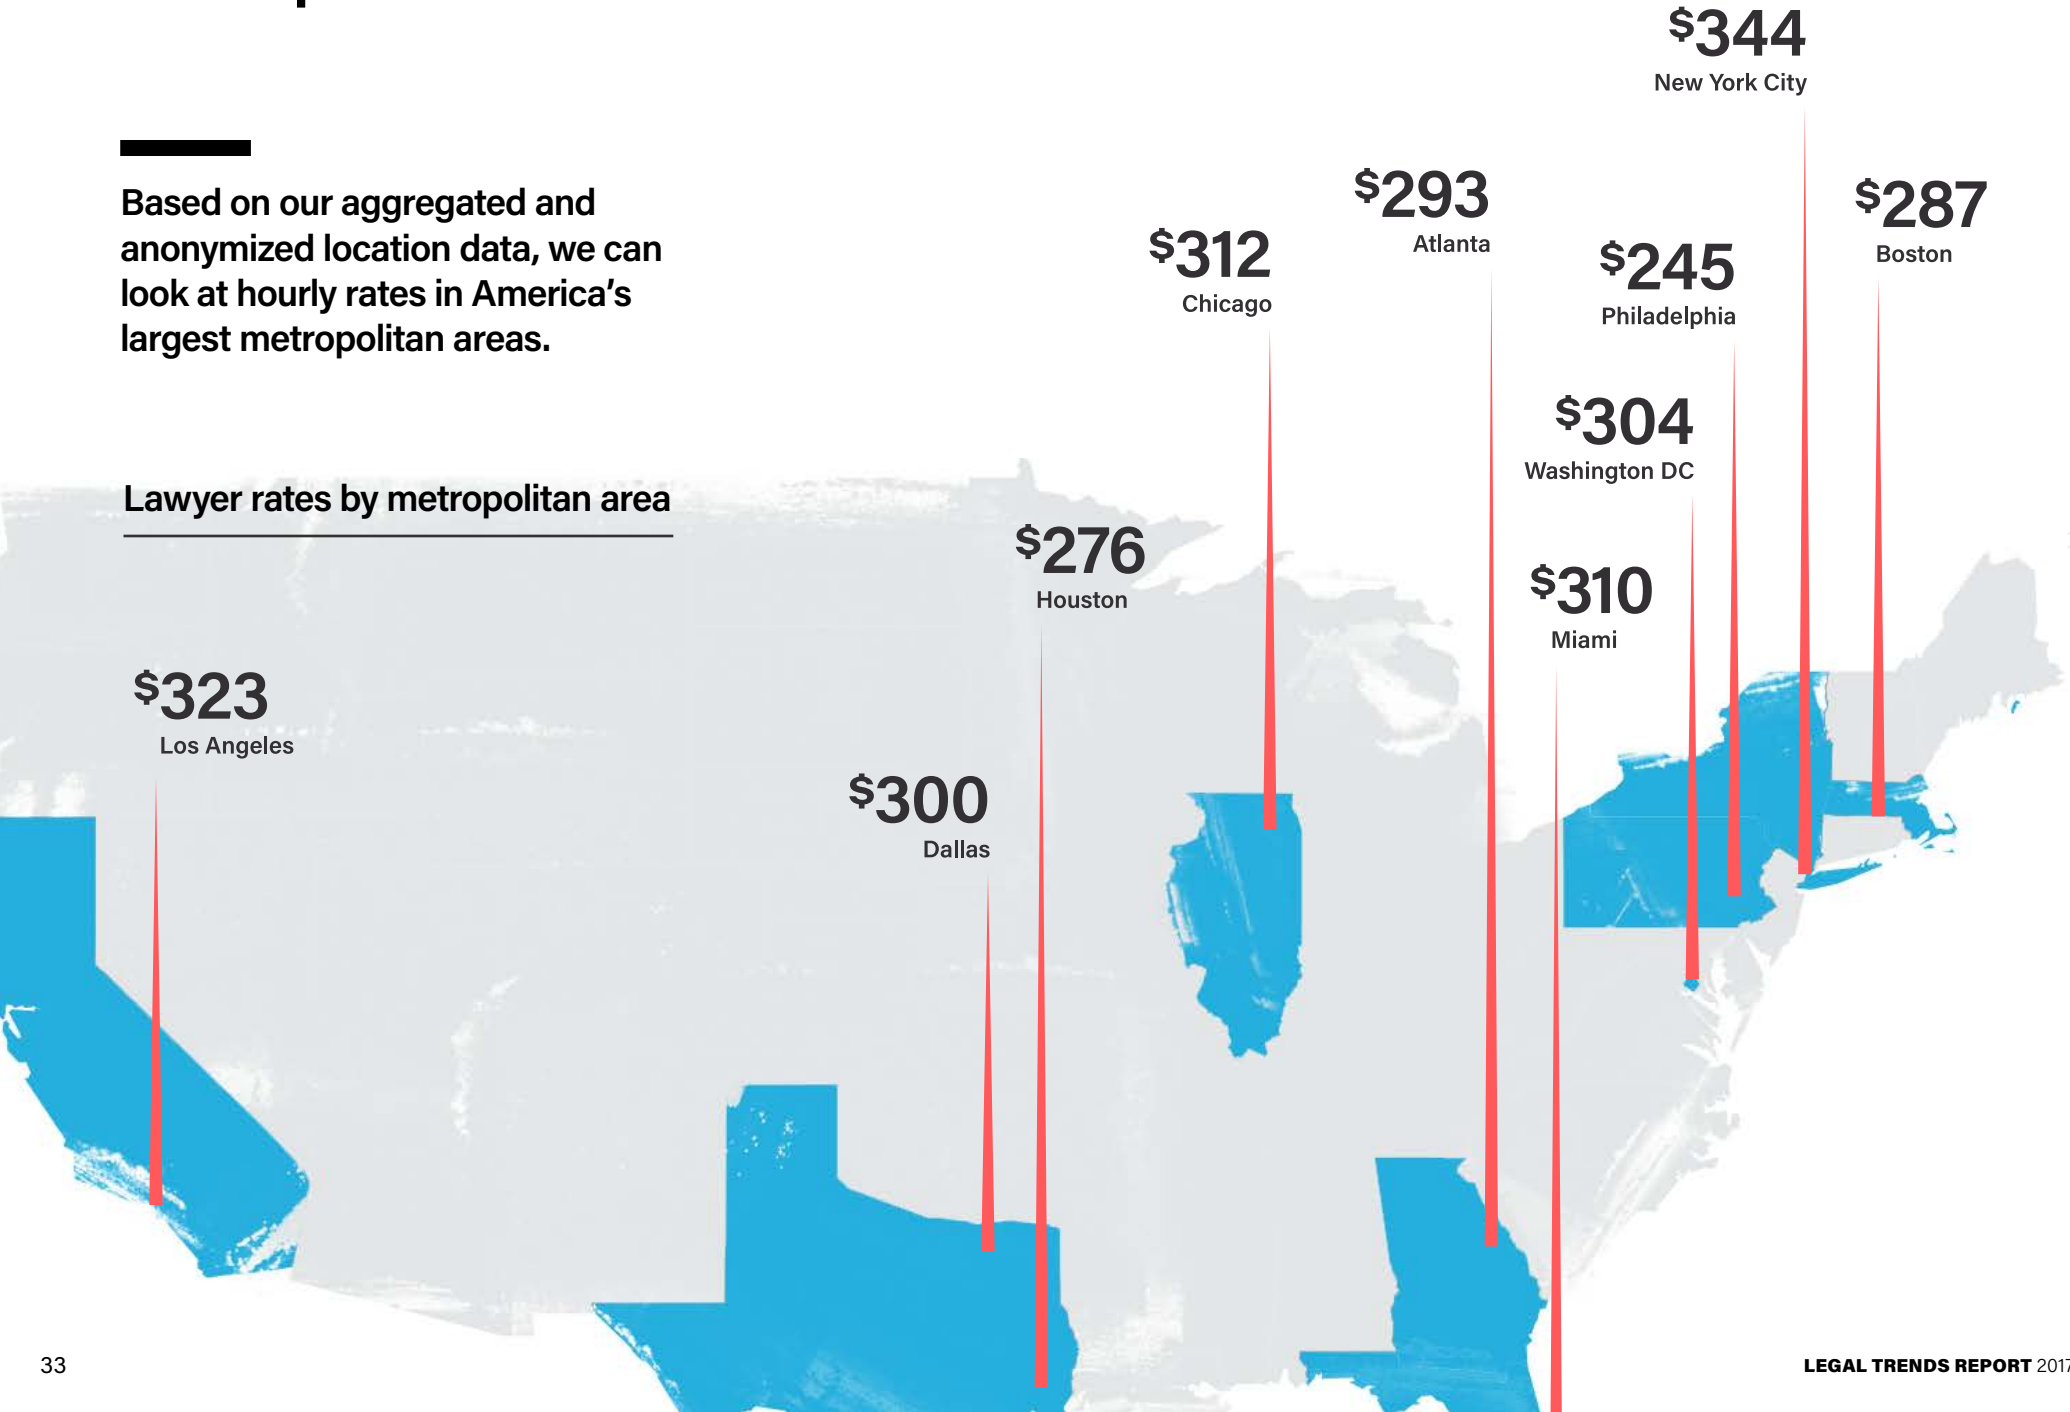 Based on our aggregated and
anonymized location data, we can
look at hourly rates in America's
largest metropolitan areas.
Lawyer rates by metropolitan area
$344
New York City
$293
Atlanta
$287
Boston
$312
Chicago
$245
Philadelphia
$304
Washington DC
$276
Houston
$310
Miami
$323
Los Angeles
$300
Dallas
33
LEGAL TRENDS REPORT 2017